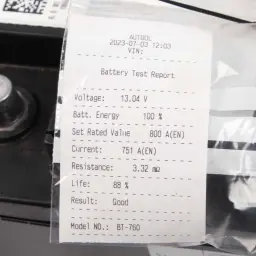 AUTOOL
2023-07-03 12:03
VIN:
Battery Test Report
Voltage: 13.04 V
Batt. Energy 100 %
Set Rated Value 800 A(EN)
Current: 751 A(EN)
Resistance: 3.32 mΩ
Life: 88 %
Result: Good
Model NO.: BT-760